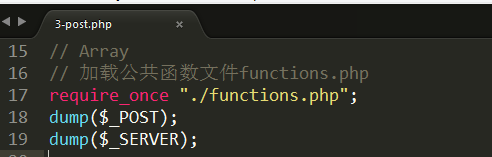 3-post.php
15 // Array
16 // 加载公共函数文件functions.php
17 require_once "./functions.php";
18 dump($_POST);
19 dump($_SERVER);